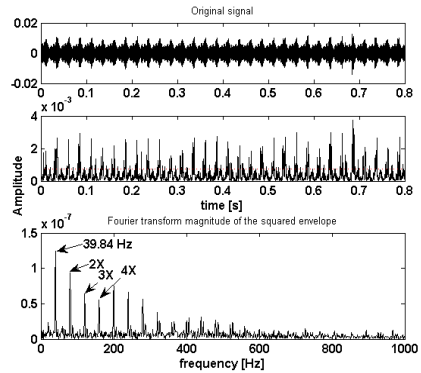 Original signal
0.02
0
-0.02
0 0.1 0.2 0.3 0.4 0.5 0.6 0.7 0.8
x 10-3
4
2
0
0 0.1 0.2 0.3 0.4 0.5 0.6 0.7 0.8
time [s]
Amplitude
Fourier transform magnitude of the squared envelope
x 10-7
1.5
1
0.5
0
39.84 Hz
2X
3X
4X
0 200 400 600 800 1000
frequency [Hz]